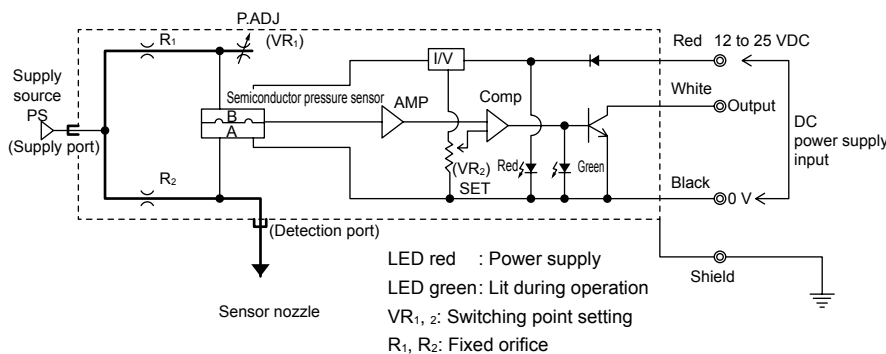 P.ADJ
R₁
(VR₁)
Red 12 to 25 VDC
I/V
Supply
source
PS
(Supply port)
Semiconductor pressure sensor
AMP
Comp
White
Output
B
A
DC
power supply
input
(VR₂)
SET
Red
Green
R₂
Black
0 V
(Detection port)
Sensor nozzle
Shield
LED red : Power supply
LED green: Lit during operation
VR₁, ₂: Switching point setting
R₁, R₂: Fixed orifice